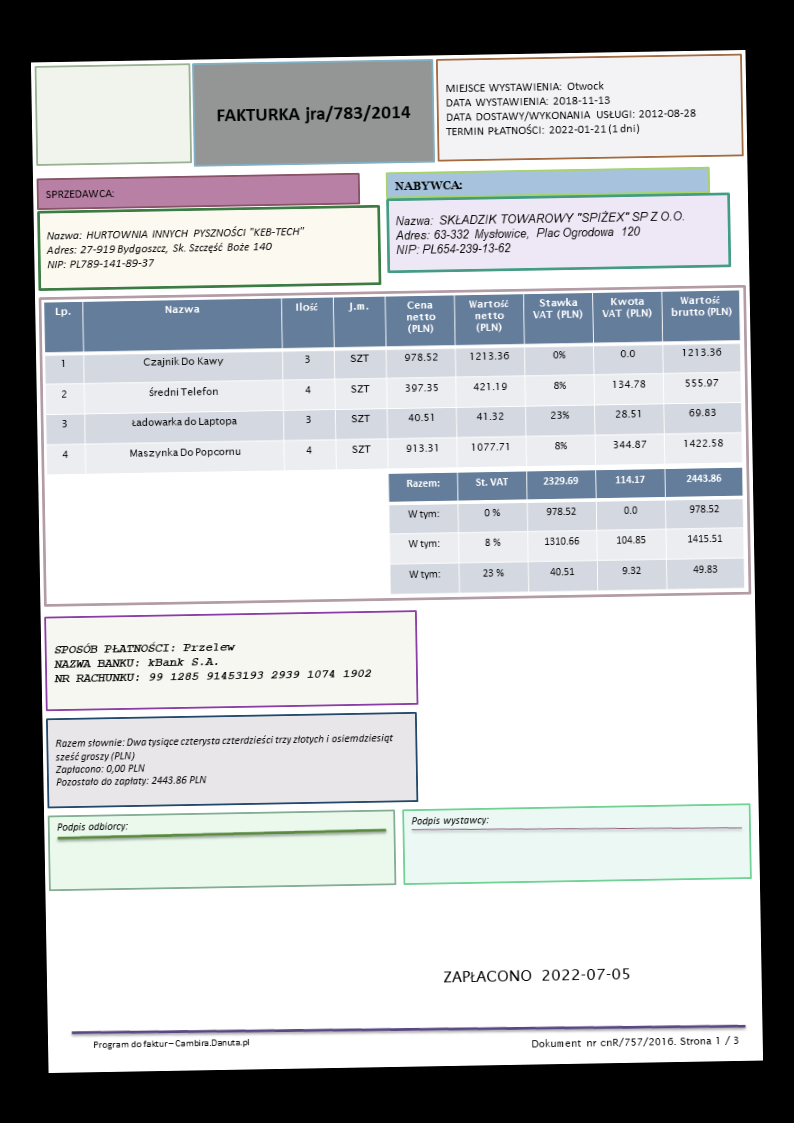 FAKTURKA jra/783/2014
MIEJSCE WYSTAWIENIA: Otwock
DATA WYSTAWIENIA: 2018-11-13
DATA DOSTAWY/WYKONANIA USŁUGI: 2012-08-28
TERMIN PŁATNOŚCI: 2022-01-21 (1 dni)
SPRZEDAWCA:
Nazwa: HURTOWNIA INNYCH PYSZNOŚCI "KEB-TECH"
Adres: 27-919 Bydgoszcz, Sk. Szczęść Boże 140
NIP: PL789-141-89-37
NABYWCA:
Nazwa: SKŁADZIK TOWAROWY "SPIŻEX" SP Z O.O.
Adres: 63-332 Mysłowice, Plac Ogrodowa 120
NIP: PL654-239-13-62
Lp. Nazwa Ilość J.m. Cena netto (PLN) Wartość netto (PLN) Stawka VAT (PLN) Kwota VAT (PLN) Wartość brutto (PLN)
1 Czajnik Do Kawy 3 SZT 978.52 1213.36 0% 0.0 1213.36
2 średni Telefon 4 SZT 397.35 421.19 8% 134.78 555.97
3 Ładowarka do Laptopa 3 SZT 40.51 41.32 23% 28.51 69.83
4 Maszynka Do Popcornu 4 SZT 913.31 1077.71 8% 344.87 1422.58
Razem: St. VAT 2329.69 114.17 2443.86
W tym: 0 % 978.52 0.0 978.52
W tym: 8 % 1310.66 104.85 1415.51
W tym: 23 % 40.51 9.32 49.83
SPOSÓB PŁATNOŚCI: Przelew
NAZWA BANKU: kBank S.A.
NR RACHUNKU: 99 1285 91453193 2939 1074 1902
Razem słownie: Dwa tysiące czterysta czterdzieści trzy złotych i osiemdziesiąt
sześć groszy (PLN)
Zapłacono: 0,00 PLN
Pozostało do zapłaty: 2443.86 PLN
Podpis odbiorcy:
Podpis wystawcy:
ZAPŁACONO 2022-07-05
Program do faktur – Cambira.Danuta.pl
Dokument nr cnR/757/2016. Strona 1 / 3